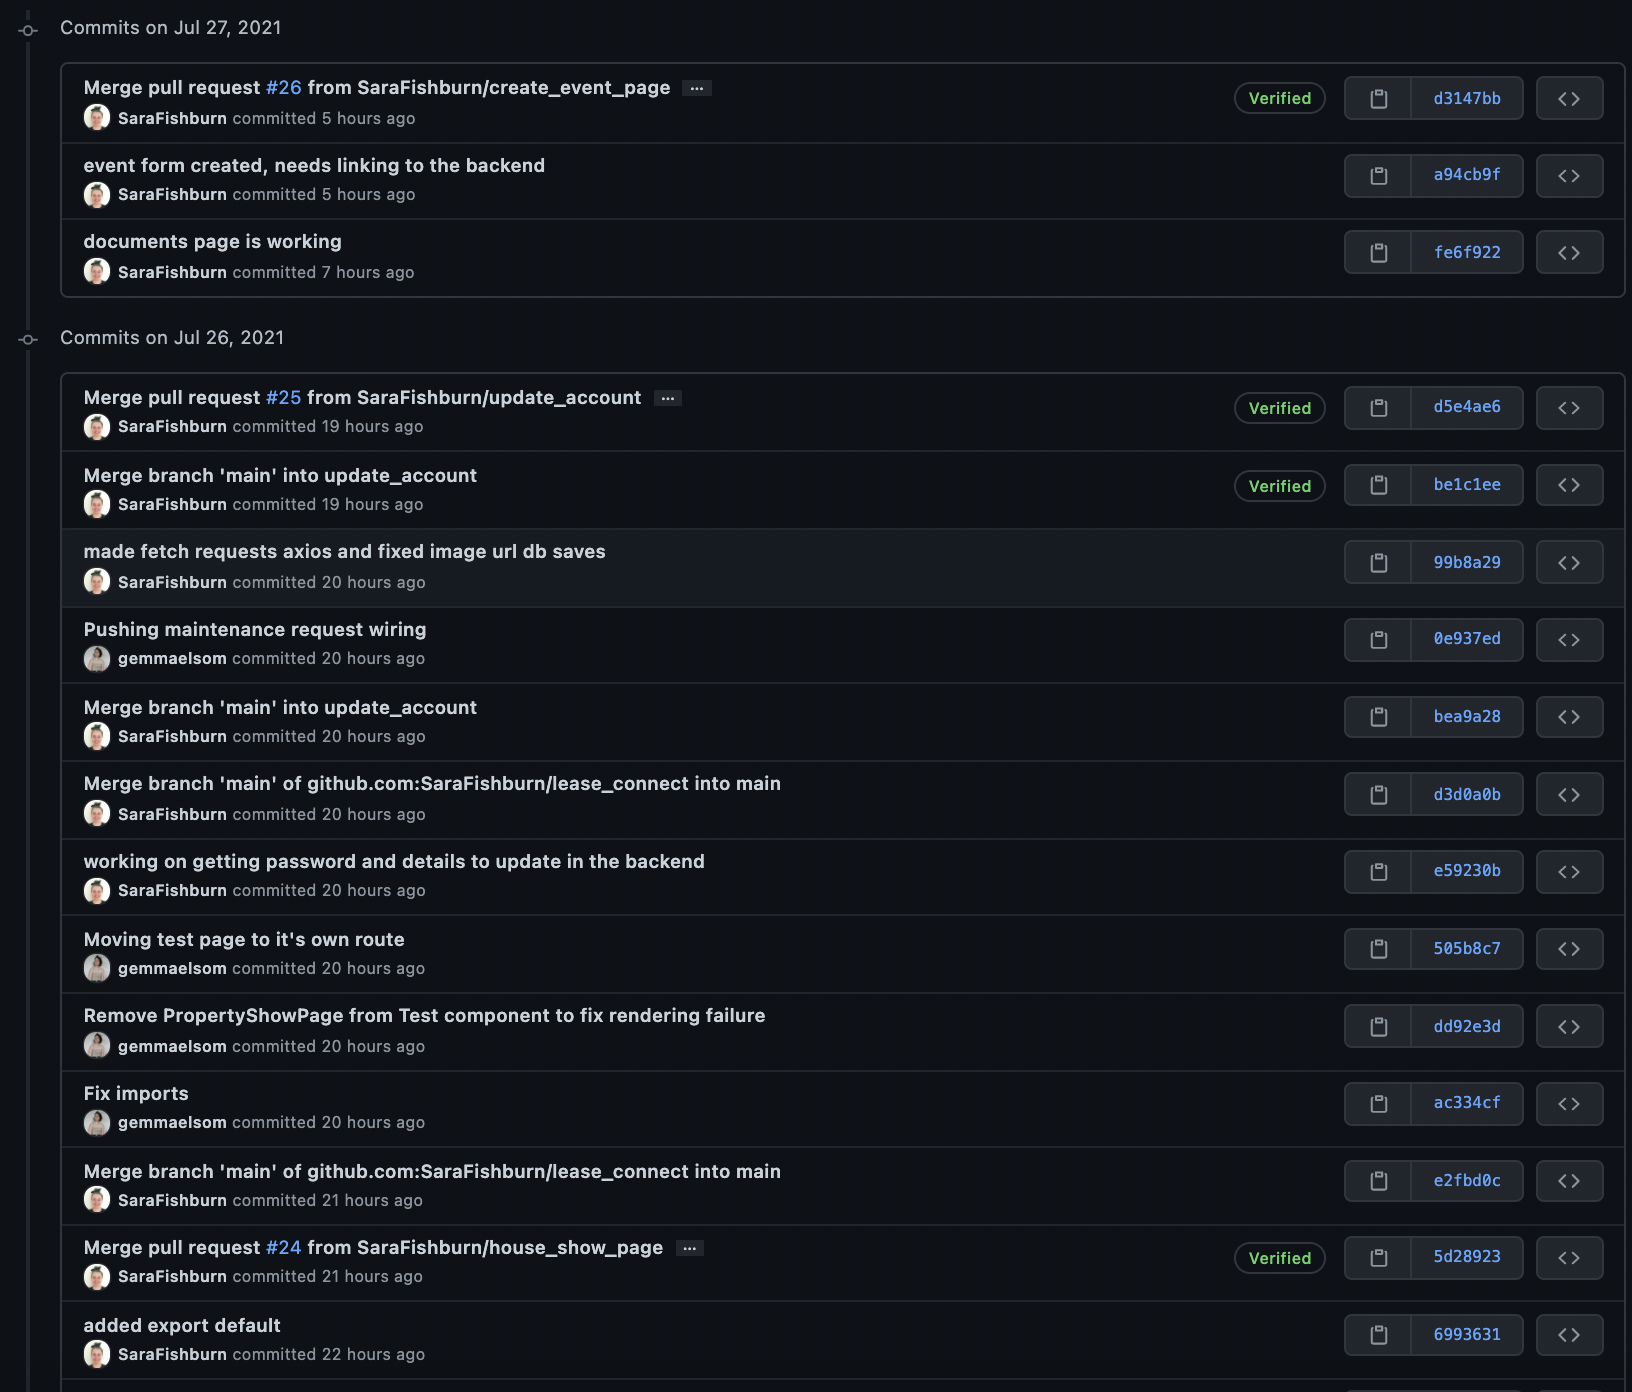 Commits on Jul 27, 2021
Merge pull request #26 from SaraFishburn/create_event_page ...
Verified
d3147bb
SaraFishburn committed 5 hours ago
event form created, needs linking to the backend
a94cb9f
SaraFishburn committed 5 hours ago
documents page is working
fe6f922
SaraFishburn committed 7 hours ago
Commits on Jul 26, 2021
Merge pull request #25 from SaraFishburn/update_account ...
Verified
d5e4ae6
SaraFishburn committed 19 hours ago
Merge branch 'main' into update_account
Verified
be1c1ee
SaraFishburn committed 19 hours ago
made fetch requests axios and fixed image url db saves
99b8a29
SaraFishburn committed 20 hours ago
Pushing maintenance request wiring
0e937ed
gemmaelsom committed 20 hours ago
Merge branch 'main' into update_account
bea9a28
SaraFishburn committed 20 hours ago
Merge branch 'main' of github.com:SaraFishburn/lease_connect into main
d3d0a0b
SaraFishburn committed 20 hours ago
working on getting password and details to update in the backend
e59230b
SaraFishburn committed 20 hours ago
Moving test page to it's own route
505b8c7
gemmaelsom committed 20 hours ago
Remove PropertyShowPage from Test component to fix rendering failure
dd92e3d
gemmaelsom committed 20 hours ago
Fix imports
ac334cf
gemmaelsom committed 20 hours ago
Merge branch 'main' of github.com:SaraFishburn/lease_connect into main
e2fbd0c
SaraFishburn committed 21 hours ago
Merge pull request #24 from SaraFishburn/house_show_page ...
Verified
5d28923
SaraFishburn committed 21 hours ago
added export default
6993631
SaraFishburn committed 22 hours ago